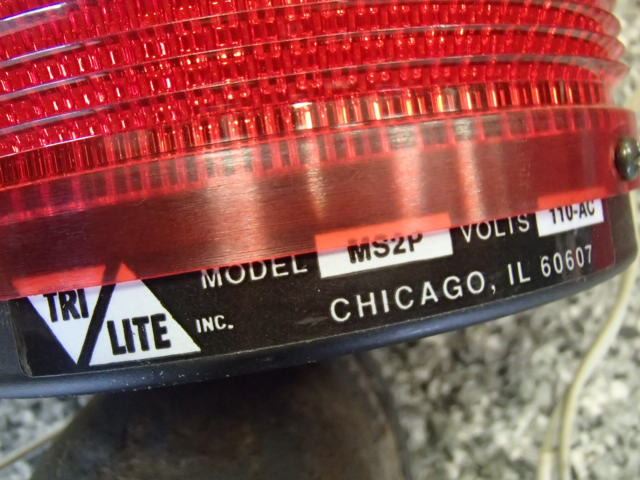 TRI/LITE INC.
MODEL MS2P VOLTS 110-AC
CHICAGO, IL 60607